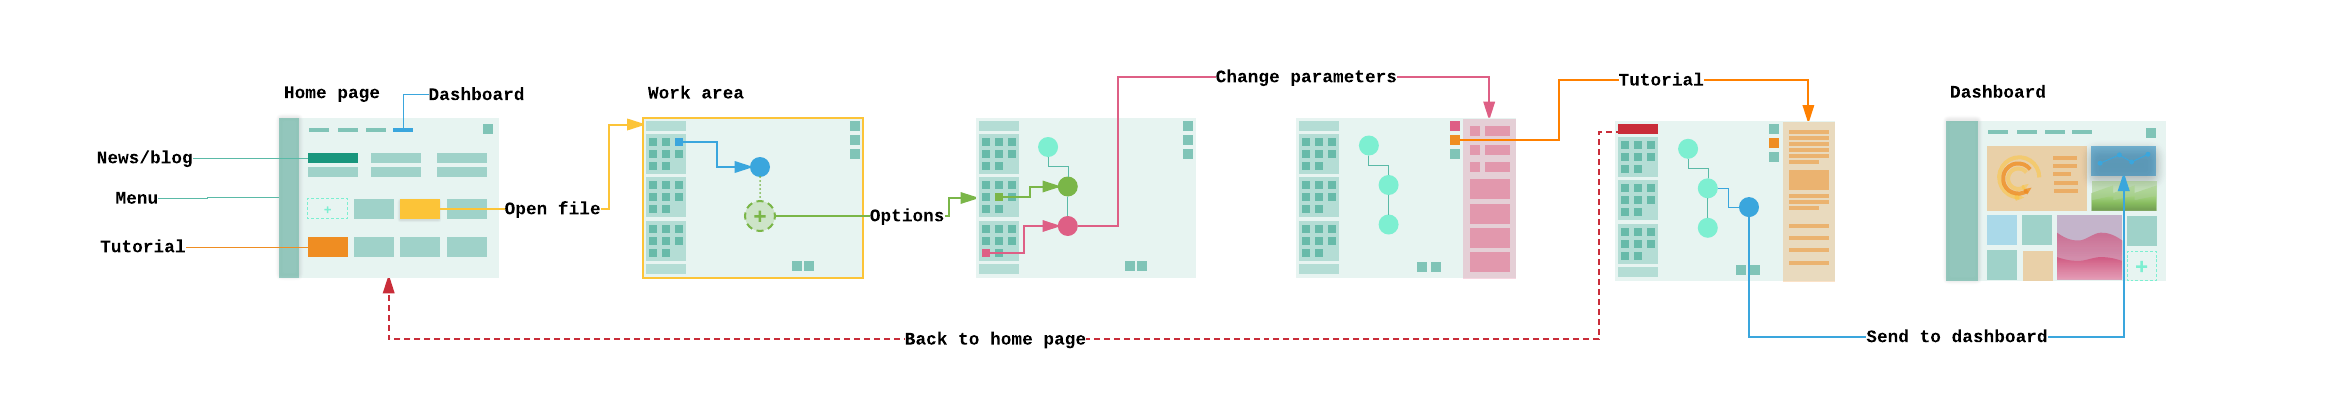 Home page
Dashboard
News/blog
Menu
Tutorial
Open file
Work area
Options
Change parameters
Tutorial
Dashboard
Back to home page
Send to dashboard